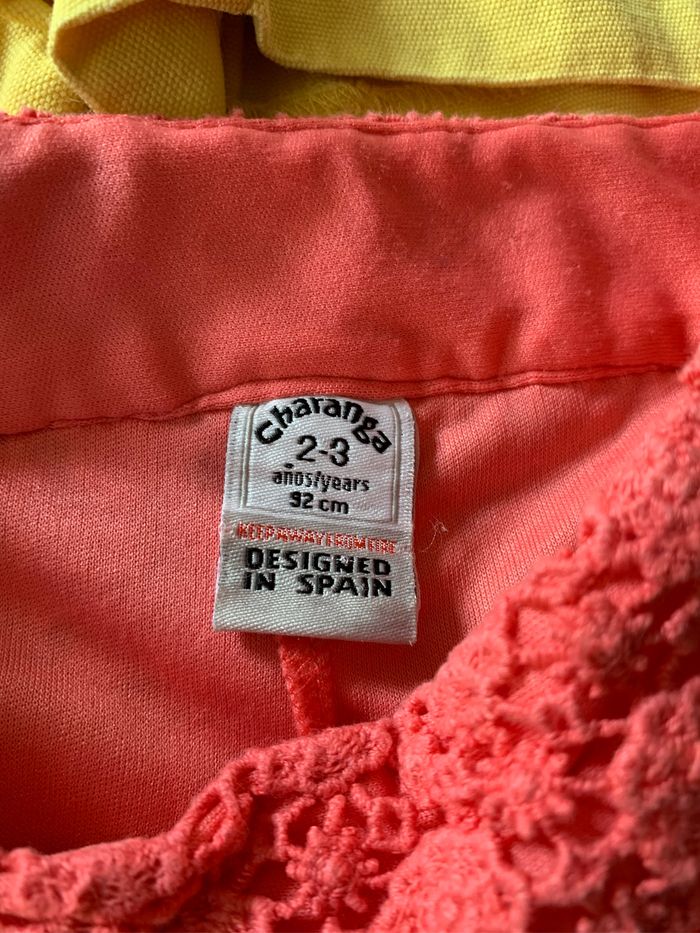 Charanga
2-3
años/years
92 cm
KEEP AWAY FROM FIRE
DESIGNED
IN SPAIN